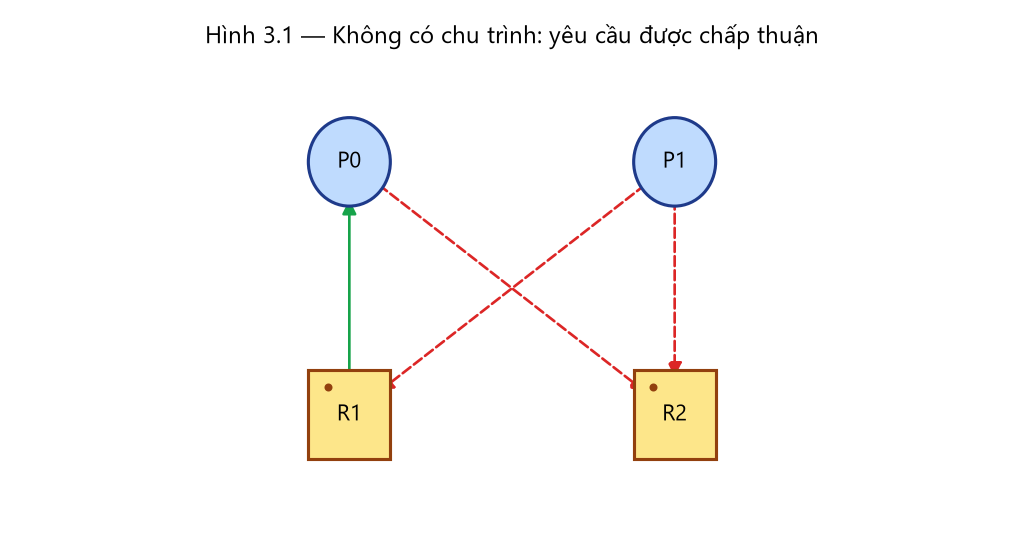 Hình 3.1 — Không có chu trình: yêu cầu được chấp thuận
P0
P1
R1
R2